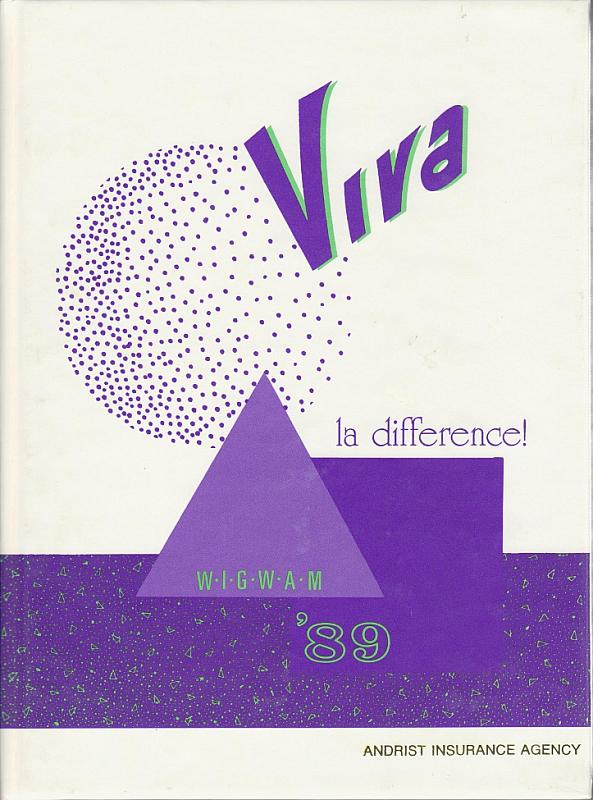 Viva
la difference!
W·I·G·W·A·M
'89
ANDRIST INSURANCE AGENCY